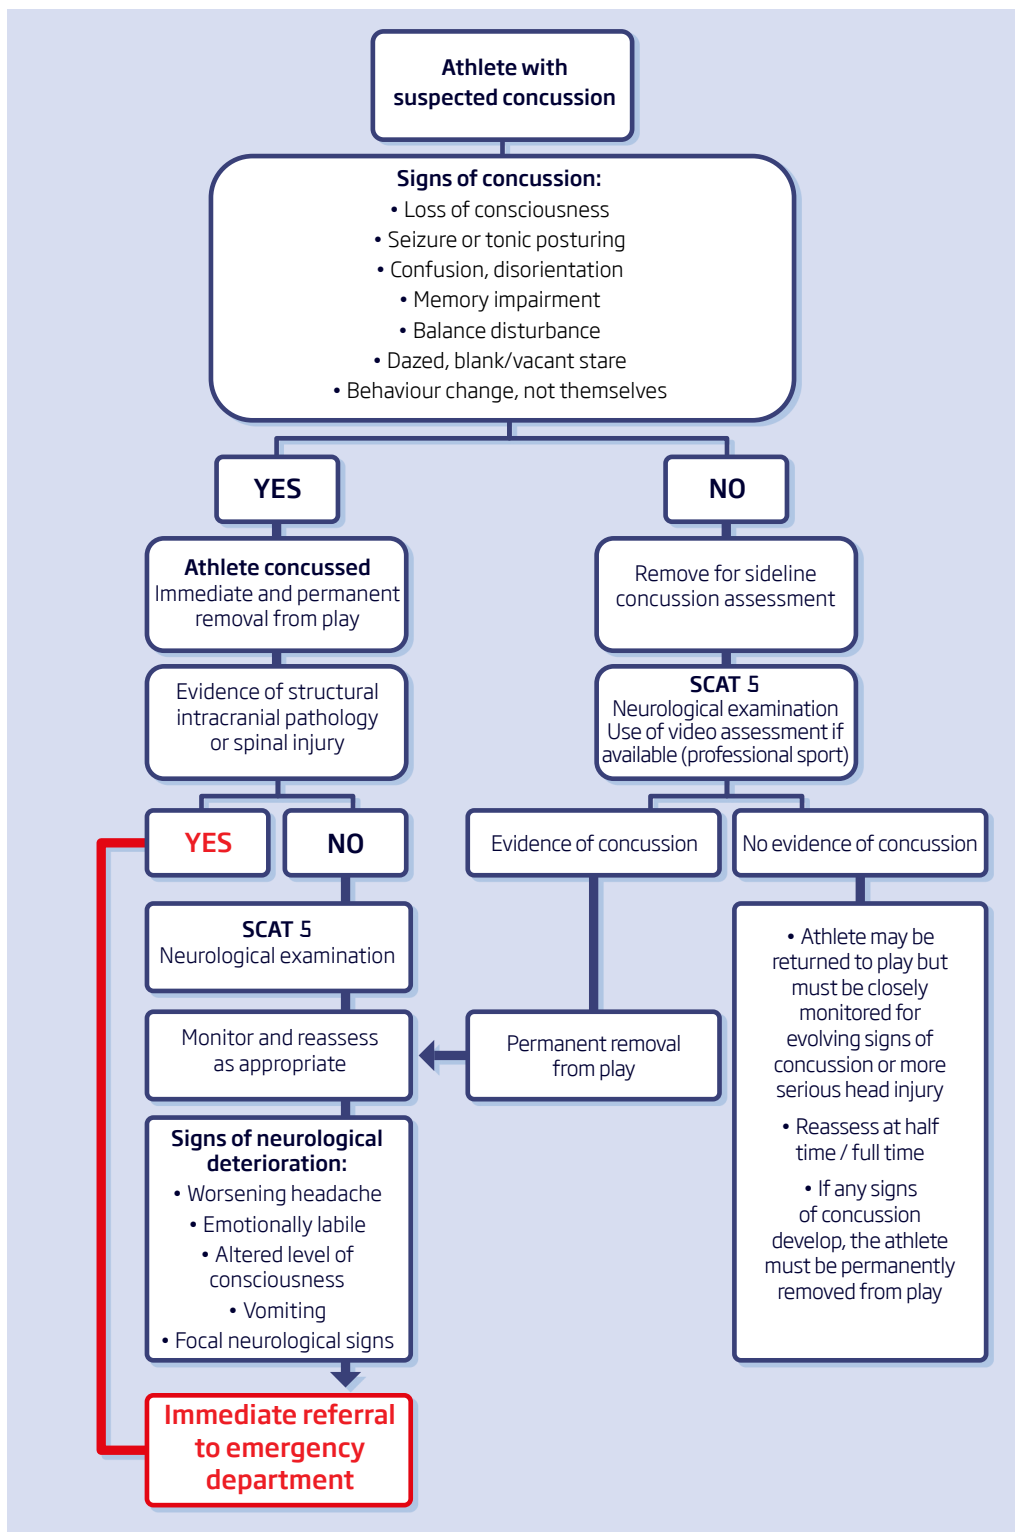 Athlete with
suspected concussion
Signs of concussion:
• Loss of consciousness
• Seizure or tonic posturing
• Confusion, disorientation
• Memory impairment
• Balance disturbance
• Dazed, blank/vacant stare
• Behaviour change, not themselves
YES
NO
Athlete concussed
Immediate and permanent
removal from play
Remove for sideline
concussion assessment
Evidence of structural
intracranial pathology
or spinal injury
SCAT 5
Neurological examination
Use of video assessment if
available (professional sport)
YES
NO
Evidence of concussion
No evidence of concussion
SCAT 5
Neurological examination
Monitor and reassess
as appropriate
Permanent removal
from play
• Athlete may be
returned to play but
must be closely
monitored for
evolving signs of
concussion or more
serious head injury
• Reassess at half
time / full time
• If any signs
of concussion
develop, the athlete
must be permanently
removed from play
Signs of neurological
deterioration:
• Worsening headache
• Emotionally labile
• Altered level of
consciousness
• Vomiting
• Focal neurological signs
Immediate referral
to emergency
department